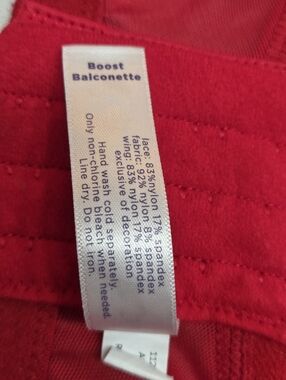 Boost
Balconette
lace: 83%nylon 17% spandex
fabric: 92% nylon 8% spandex
wing: 83% nylon 17% spandex
exclusive of decoration
Hand wash cold separately.
Only non-chlorine bleach when needed.
Line dry. Do not iron.